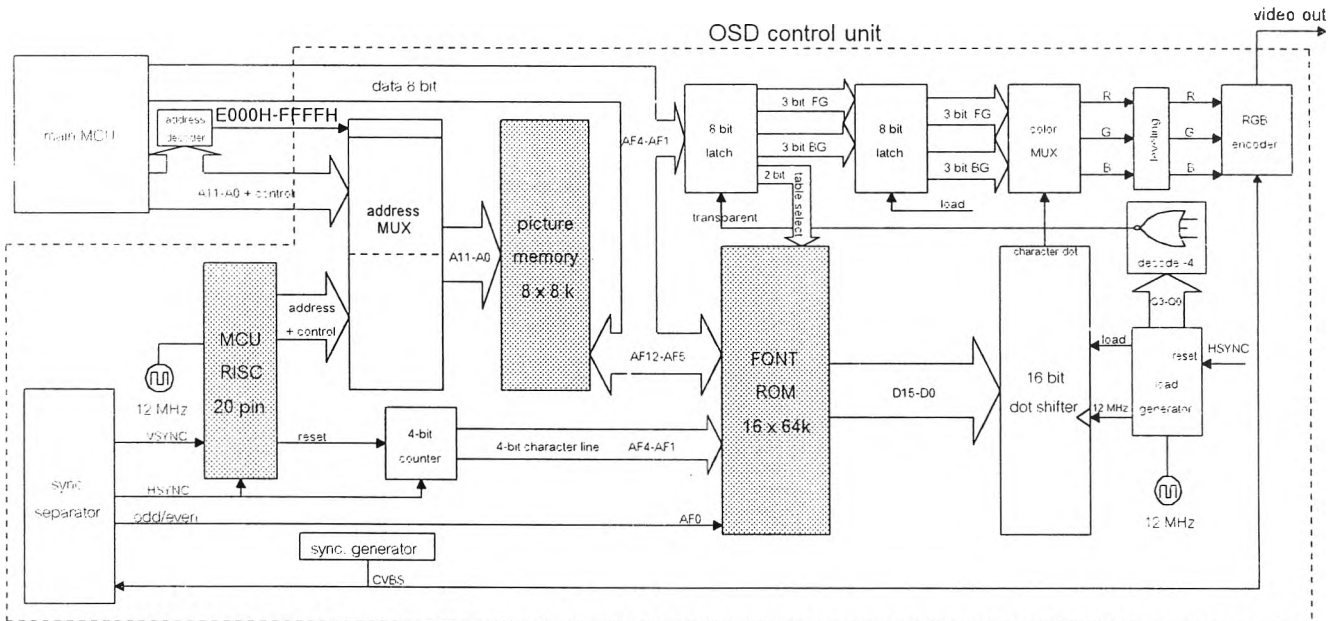 video out
OSD control unit
main MCU
data 8 bit
address decoder
E000H-FFFFH
A11-A0 + control
address MUX
A11-A0
picture memory 8 x 8 k
AF4-AF1
8 bit latch
3 bit FG
3 bit BG
2 bit
table select
transparent
8 bit latch
3 bit FG
3 bit BG
load
color MUX
R
G
B
leveling
R
G
B
RGB encoder
decode -4
Q3-Q0
MCU RISC 20 pin
address + control
12 MHz
AF12-AF5
FONT ROM 16 x 64k
D15-D0
character dot
16 bit dot shifter
load
12 MHz
reset
load generator
HSYNC
12 MHz
sync separator
VSYNC
HSYNC
odd/even
reset
4-bit counter
4-bit character line
AF4-AF1
AF0
sync. generator
CVBS